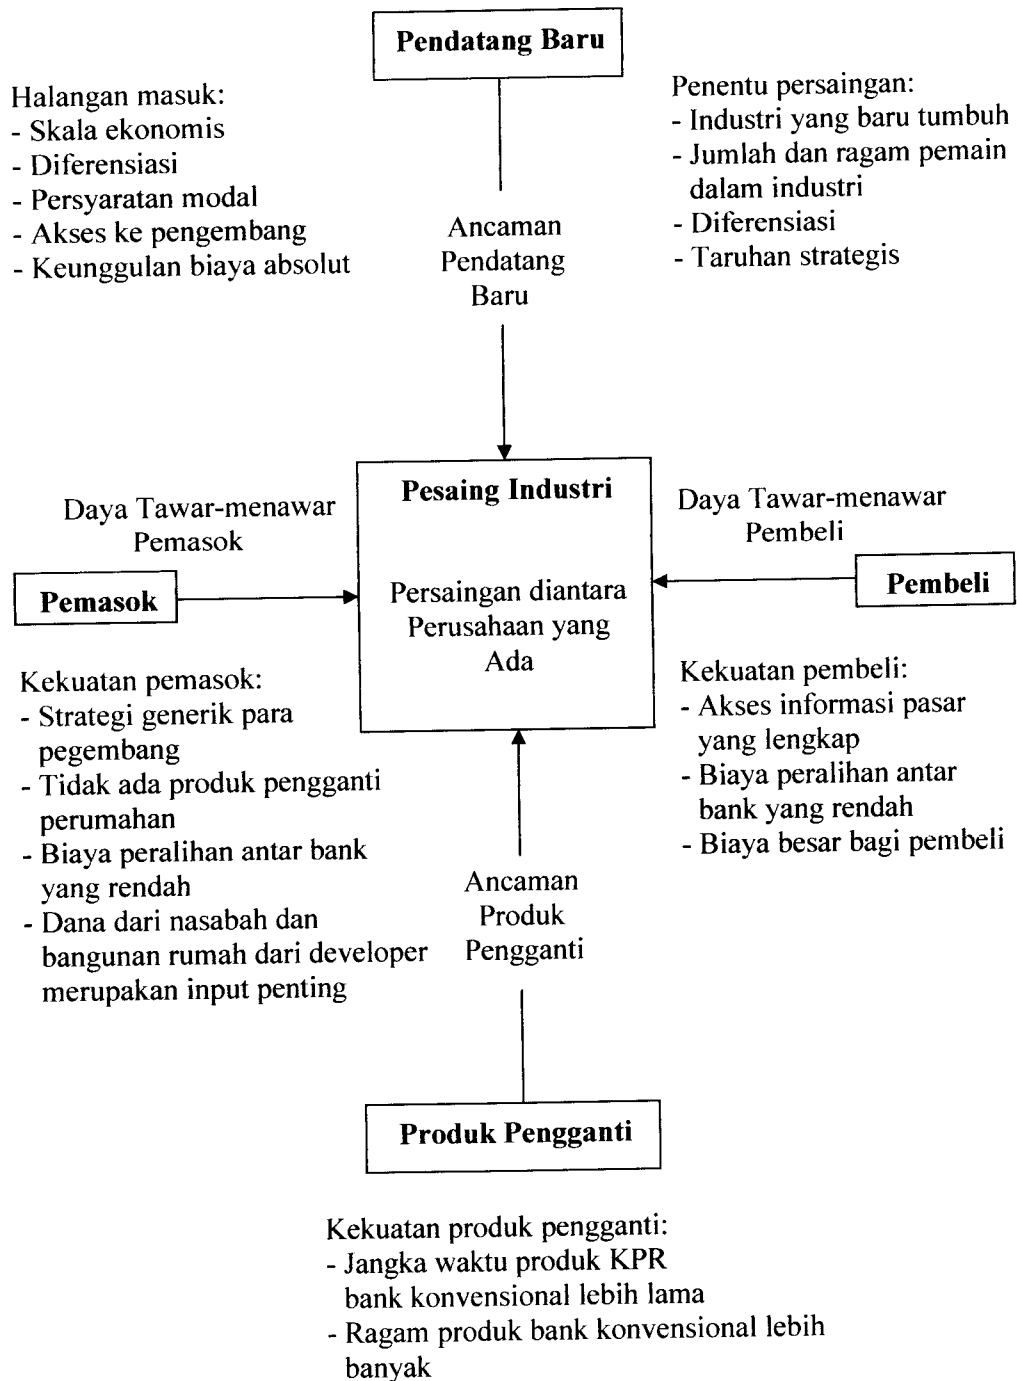 Pendatang Baru
Halangan masuk:
- Skala ekonomis
- Diferensiasi
- Persyaratan modal
- Akses ke pengembang
- Keunggulan biaya absolut
Penentu persaingan:
- Industri yang baru tumbuh
- Jumlah dan ragam pemain
dalam industri
- Diferensiasi
- Taruhan strategis
Ancaman
Pendatang
Baru
Pesaing Industri
Persaingan diantara
Perusahaan yang
Ada
Daya Tawar-menawar
Pemasok
Pemasok
Daya Tawar-menawar
Pembeli
Pembeli
Kekuatan pemasok:
- Strategi generik para
pegembang
- Tidak ada produk pengganti
perumahan
- Biaya peralihan antar bank
yang rendah
- Dana dari nasabah dan
bangunan rumah dari developer
merupakan input penting
Kekuatan pembeli:
- Akses informasi pasar
yang lengkap
- Biaya peralihan antar
bank yang rendah
- Biaya besar bagi pembeli
Ancaman
Produk
Pengganti
Produk Pengganti
Kekuatan produk pengganti:
- Jangka waktu produk KPR
bank konvensional lebih lama
- Ragam produk bank konvensional lebih
banyak